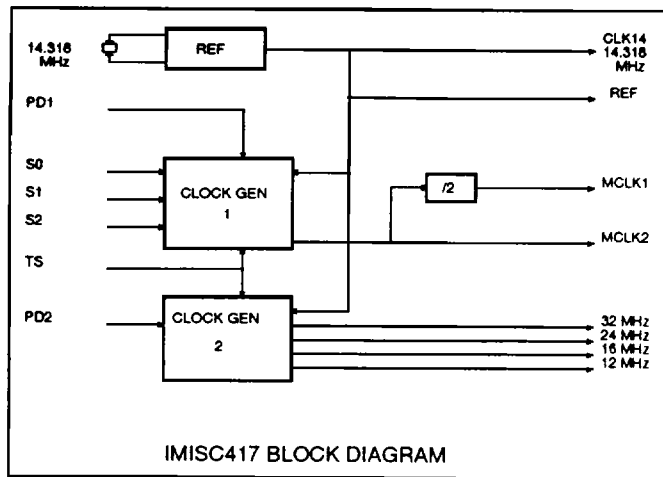 CLK14
14.318
MHz
14.318
MHz
REF
REF
PD1
S0
S1
S2
CLOCK GEN
1
/2
MCLK1
MCLK2
TS
PD2
CLOCK GEN
2
32 MHz
24 MHz
16 MHz
12 MHz
IMISC417 BLOCK DIAGRAM